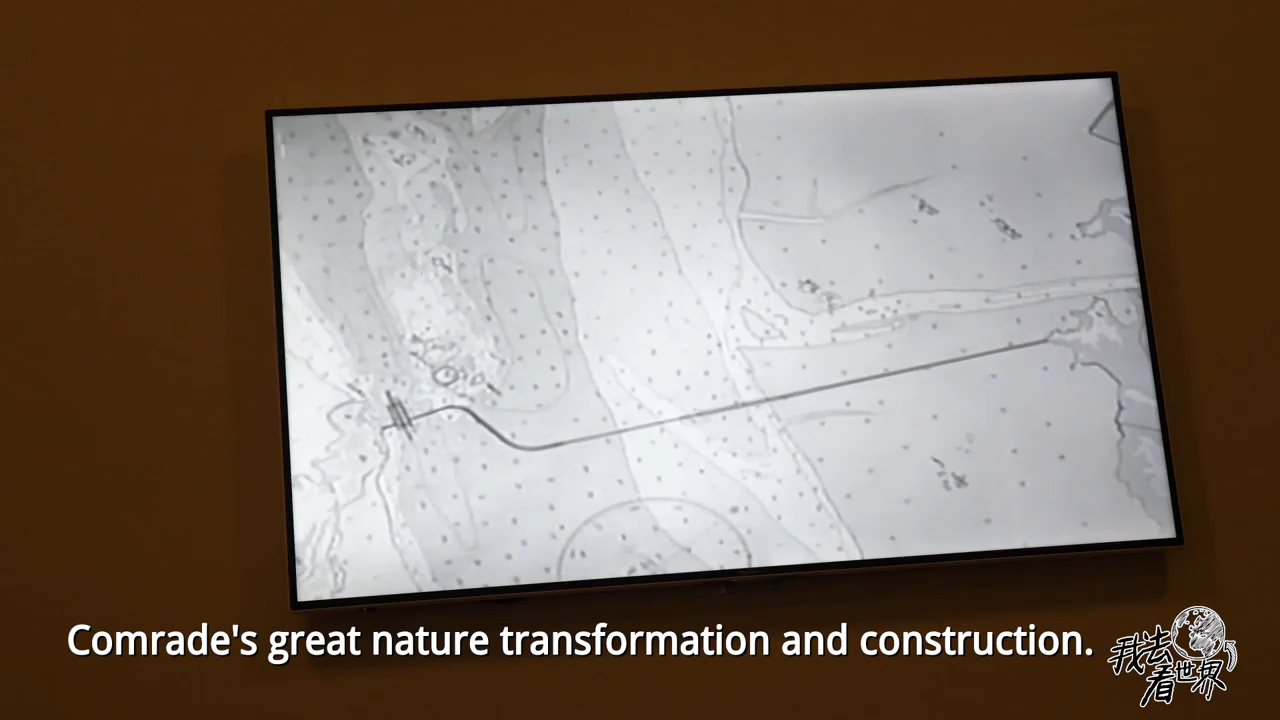 Comrade's great nature transformation and construction.
我去
看世界